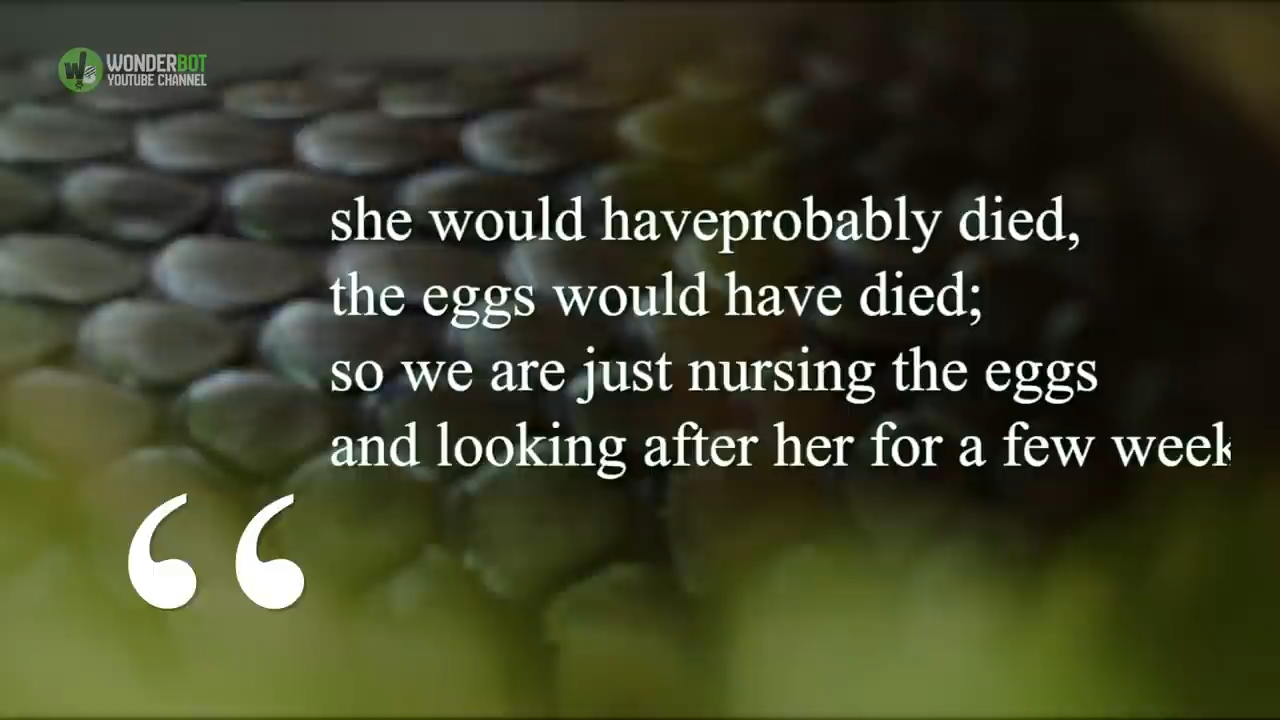 WONDERBOT
YOUTUBE CHANNEL
she would haveprobably died,
the eggs would have died;
so we are just nursing the eggs
and looking after her for a few week
“